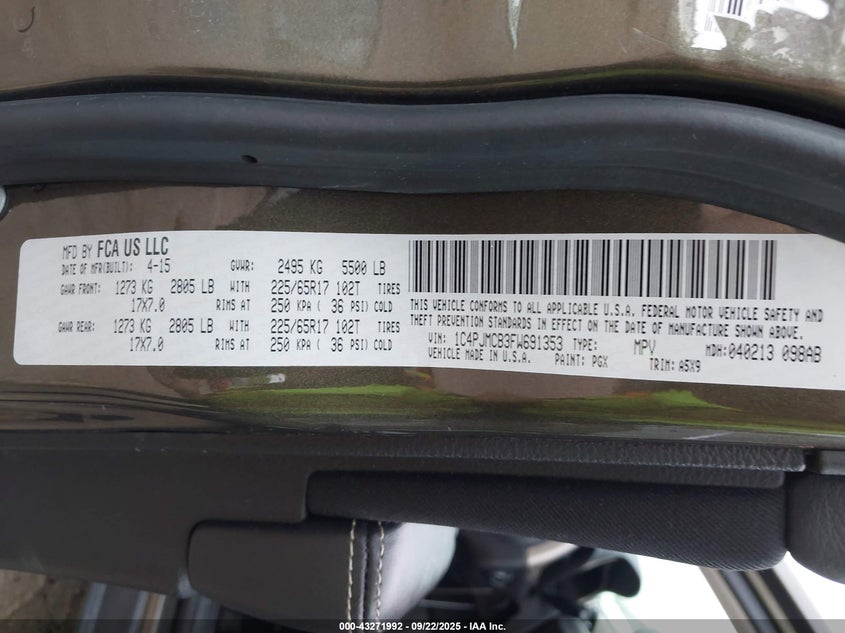 MFD BY FCA US LLC
DATE OF MFR(BUILT): 4-15 GVWR: 2495 KG 5500 LB
GAWR FRONT: 1273 KG 2805 LB WITH 225/65R17 102T TIRES
17X7.0 RIMS AT 250 KPA ( 36 PSI) COLD
GAWR REAR: 1273 KG 2805 LB WITH 225/65R17 102T TIRES
17X7.0 RIMS AT 250 KPA ( 36 PSI) COLD
THIS VEHICLE CONFORMS TO ALL APPLICABLE U.S.A. FEDERAL MOTOR VEHICLE SAFETY AND
THEFT PREVENTION STANDARDS IN EFFECT ON THE DATE OF MANUFACTURE SHOWN ABOVE.
VIN: 1C4PJMCB3FW691353 TYPE: MPV MDH: 040213 098AB
VEHICLE MADE IN U.S.A. PAINT: PGX TRIM: A5X9
000-43271992 - 09/22/2025 - IAA Inc.